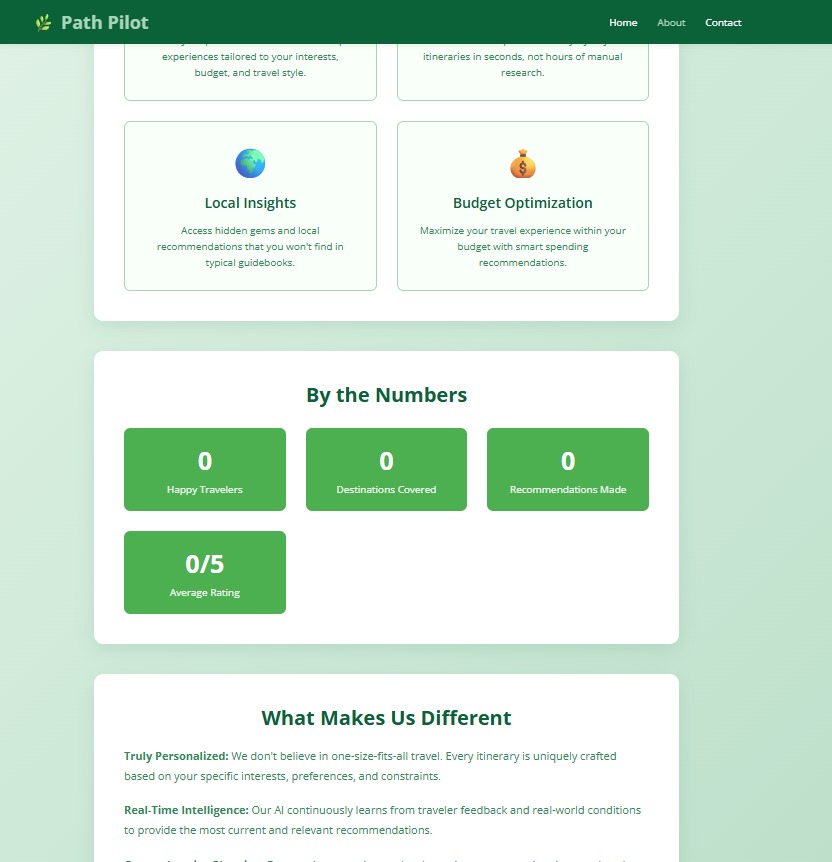 Path Pilot
Home About Contact
experiences tailored to your interests,
budget, and travel style.
itineraries in seconds, not hours of manual
research.
Local Insights
Access hidden gems and local
recommendations that you won't find in
typical guidebooks.
Budget Optimization
Maximize your travel experience within your
budget with smart spending
recommendations.
By the Numbers
0
Happy Travelers
0
Destinations Covered
0
Recommendations Made
0/5
Average Rating
What Makes Us Different
Truly Personalized: We don't believe in one-size-fits-all travel. Every itinerary is uniquely crafted
based on your specific interests, preferences, and constraints.
Real-Time Intelligence: Our AI continuously learns from traveler feedback and real-world conditions
to provide the most current and relevant recommendations.